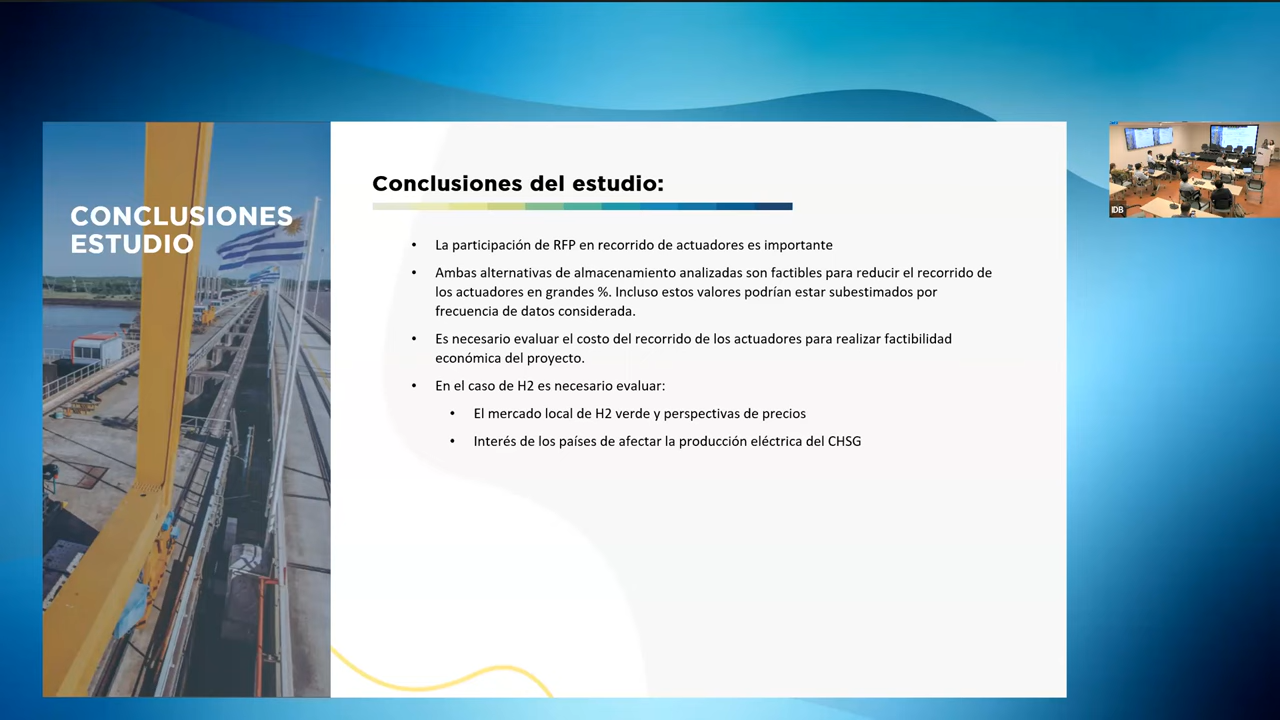 CONCLUSIONES
ESTUDIO
Conclusiones del estudio:
• La participación de RFP en recorrido de actuadores es importante
• Ambas alternativas de almacenamiento analizadas son factibles para reducir el recorrido de
los actuadores en grandes %. Incluso estos valores podrían estar subestimados por
frecuencia de datos considerada.
• Es necesario evaluar el costo del recorrido de los actuadores para realizar factibilidad
económica del proyecto.
• En el caso de H2 es necesario evaluar:
• El mercado local de H2 verde y perspectivas de precios
• Interés de los países de afectar la producción eléctrica del CHSG
IDB